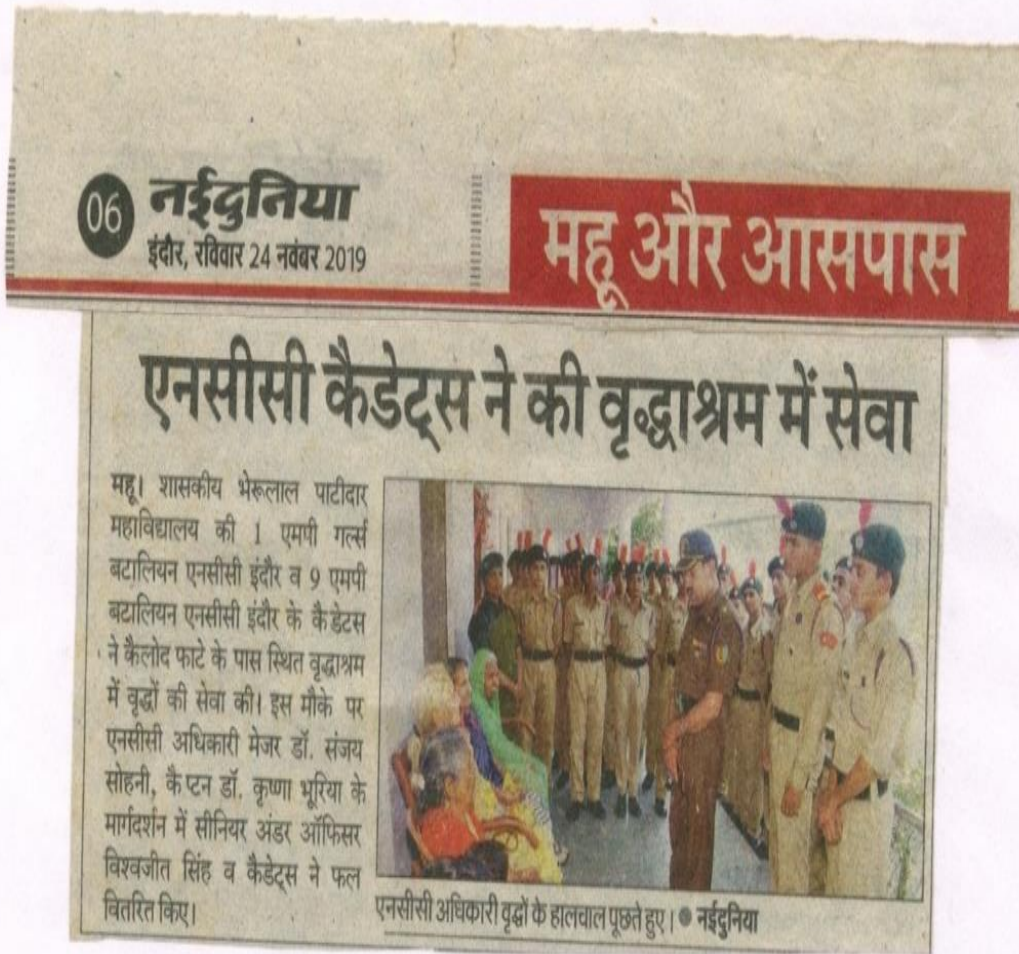 06 नईदुनिया
इंदौर, रविवार 24 नवंबर 2019
महू और आसपास
एनसीसी कैडेट्स ने की वृद्धाश्रम में सेवा
महू। शासकीय भेरूलाल पाटीदार
महाविद्यालय की 1 एमपी गर्ल्स
बटालियन एनसीसी इंदौर व 9 एमपी
बटालियन एनसीसी इंदौर के कैडेटस
ने कैलोद फाटे के पास स्थित वृद्धाश्रम
में वृद्धों की सेवा की। इस मौके पर
एनसीसी अधिकारी मेजर डॉ. संजय
सोहनी, कैप्टन डॉ. कृष्णा भूरिया के
मार्गदर्शन में सीनियर अंडर ऑफिसर
विश्वजीत सिंह व कैडेट्स ने फल
वितरित किए।
एनसीसी अधिकारी वृद्धों के हालचाल पूछते हुए। ● नईदुनिया